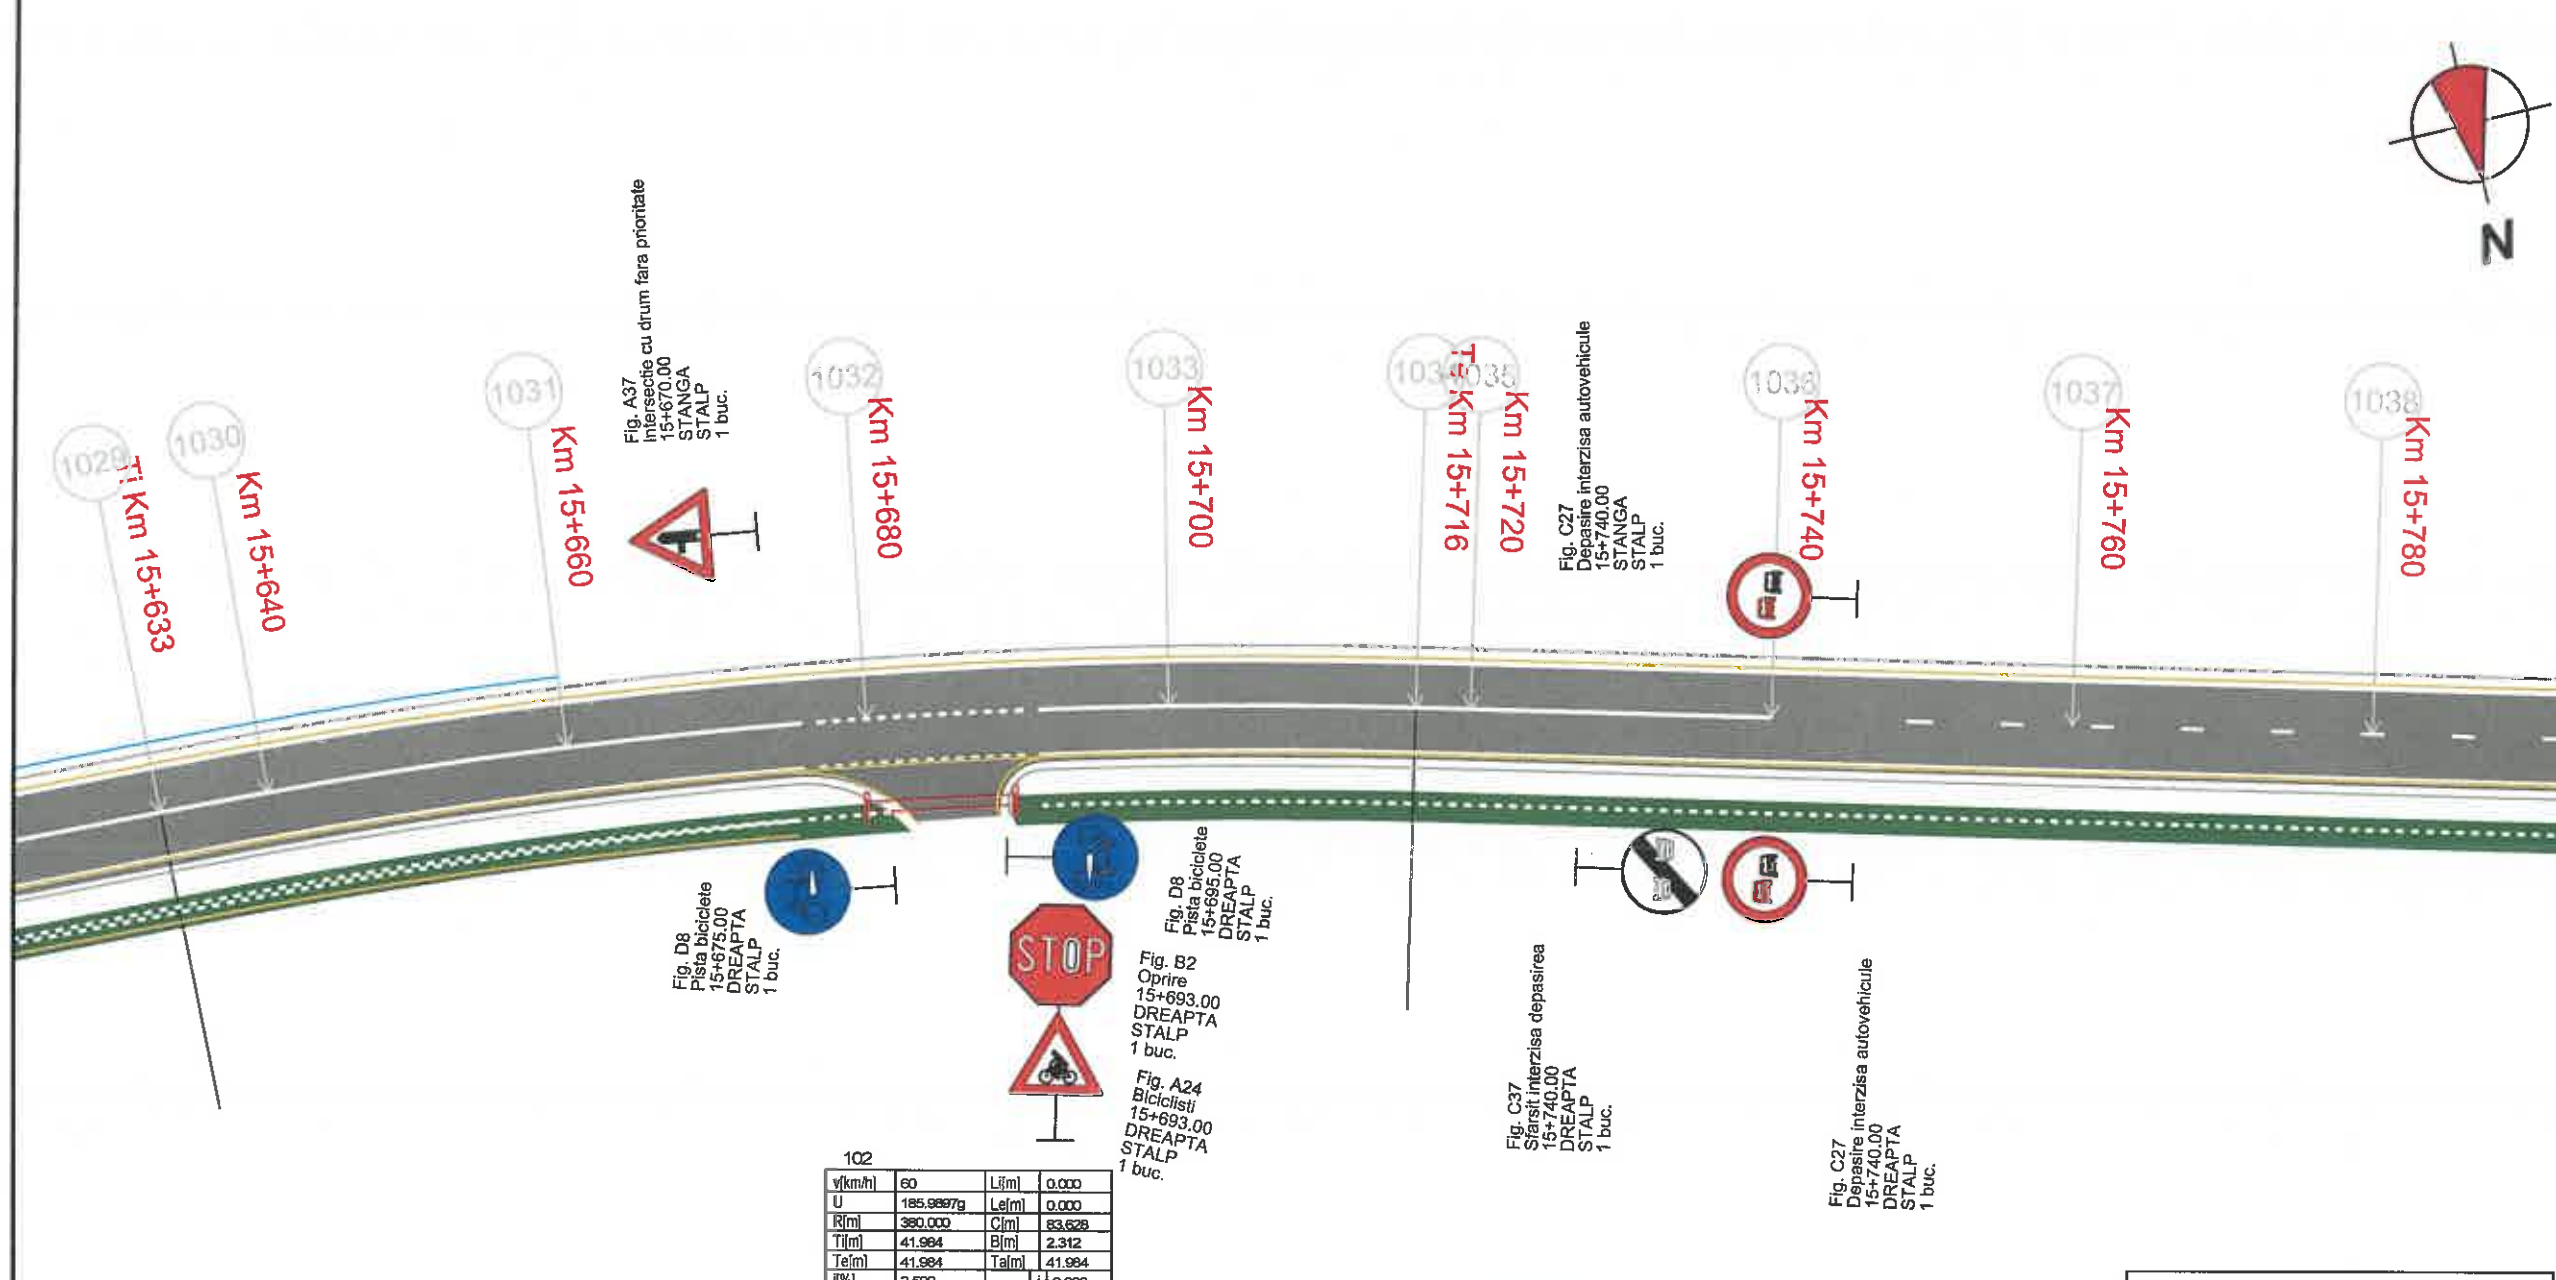 N
Fig. A37
Intersectie cu drum fara prioritate
15+670.00
STANGA
STALP
1 buc.
1029
Ti Km 15+633
1030
Km 15+640
1031
Km 15+660
1032
Km 15+680
1033
Km 15+700
1034
Km 15+716
1035
Km 15+720
Fig. C27
Depasire interzisa autovehicule
15+740.00
STANGA
STALP
1 buc.
1036
Km 15+740
1037
Km 15+760
1038
Km 15+780
Fig. D8
Pista biciclete
15+675.00
DREAPTA
STALP
1 buc.
Fig. D8
Pista biciclete
15+695.00
DREAPTA
STALP
1 buc.
STOP
Fig. B2
Oprire
15+693.00
DREAPTA
STALP
1 buc.
Fig. A24
Biciclisti
15+693.00
DREAPTA
STALP
1 buc.
Fig. C37
Sfarsit interzisa depasirea
15+740.00
DREAPTA
STALP
1 buc.
Fig. C27
Depasire interzisa autovehicule
15+740.00
DREAPTA
STALP
1 buc.
102
v[km/h] 60 Li[m] 0.000
U 185.9897g Le[m] 0.000
R[m] 380.000 C[m] 83.628
Ti[m] 41.984 B[m] 2.312
Te[m] 41.984 Ta[m] 41.984